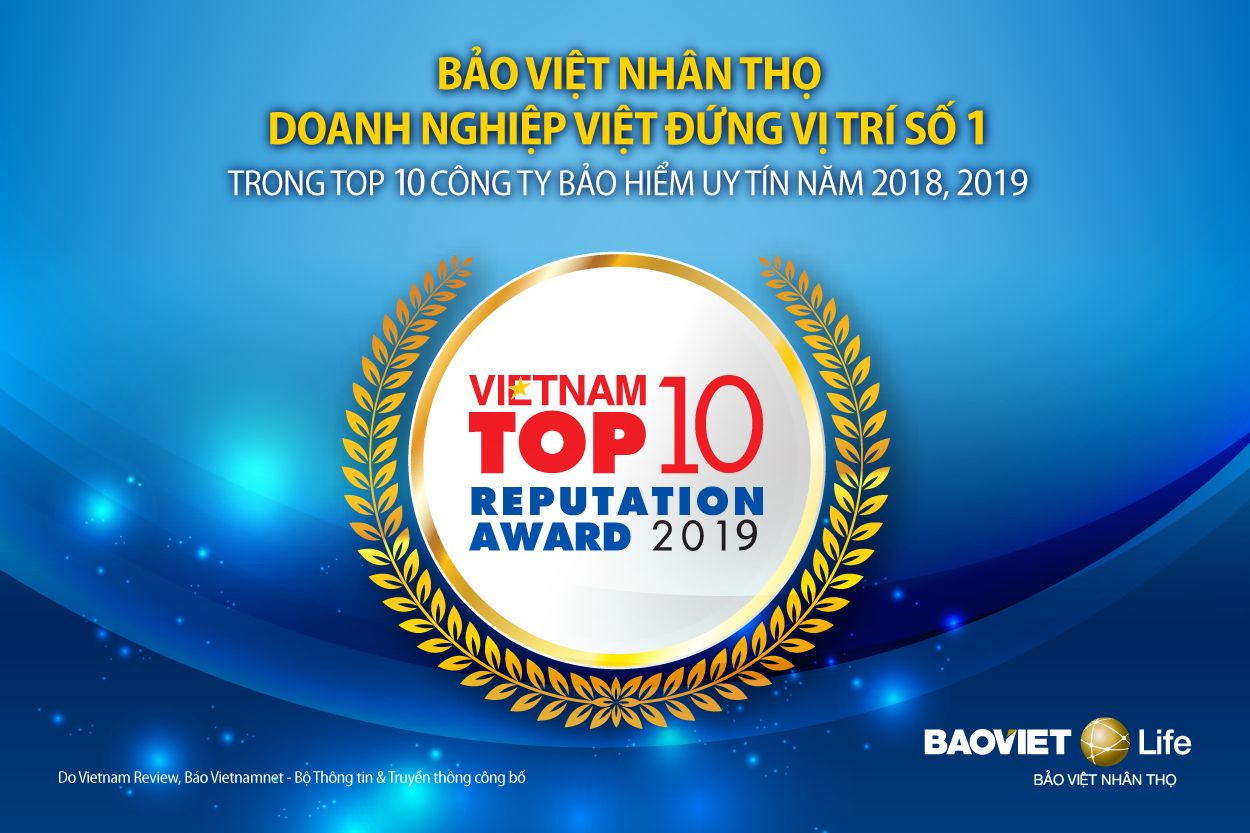 BẢO VIỆT NHÂN THỌ
DOANH NGHIỆP VIỆT ĐỨNG VỊ TRÍ SỐ 1
TRONG TOP 10 CÔNG TY BẢO HIỂM UY TÍN NĂM 2018, 2019
VIETNAM
TOP 10
REPUTATION
AWARD 2019
BAOVIET Life
BẢO VIỆT NHÂN THỌ
Do Vietnam Review, Báo Vietnamnet - Bộ Thông tin & Truyền thông công bố